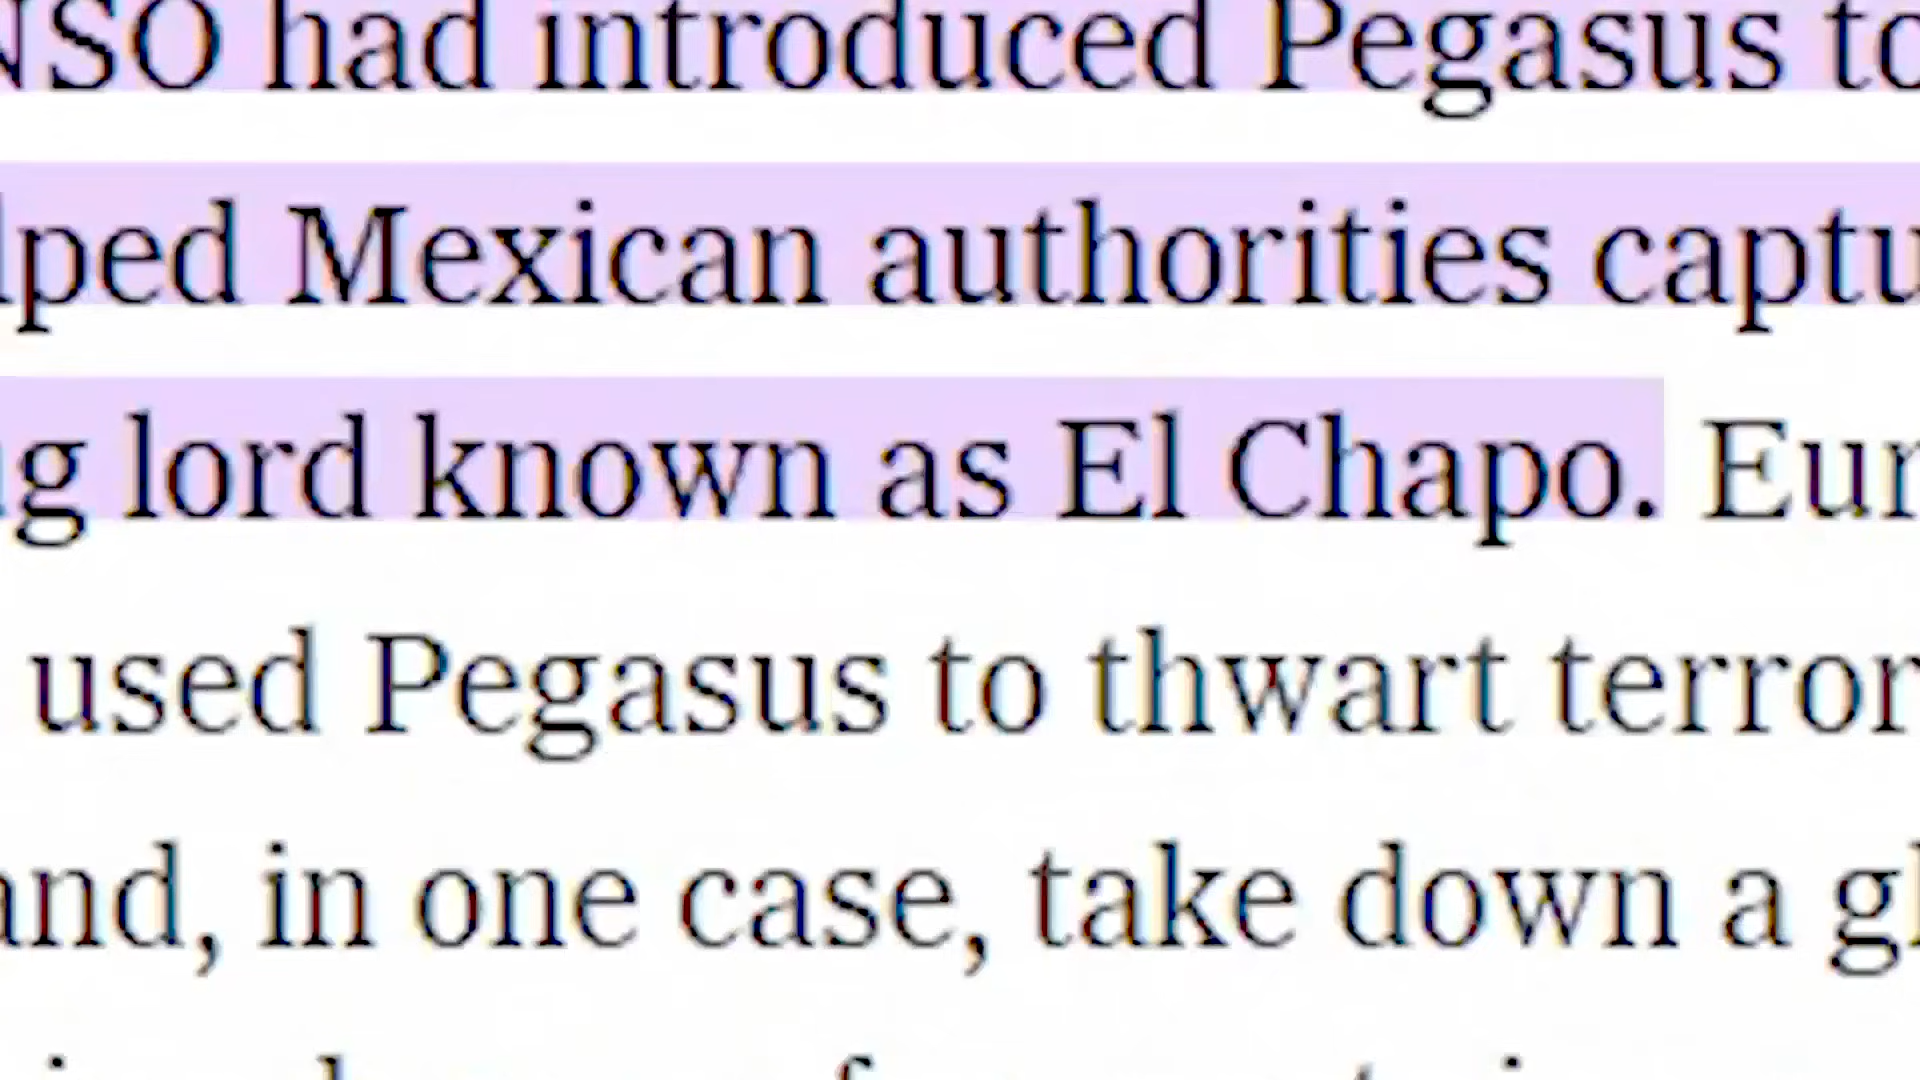 NSO had introduced Pegasus to
lped Mexican authorities captu
g lord known as El Chapo. Eur
used Pegasus to thwart terror
and, in one case, take down a gl